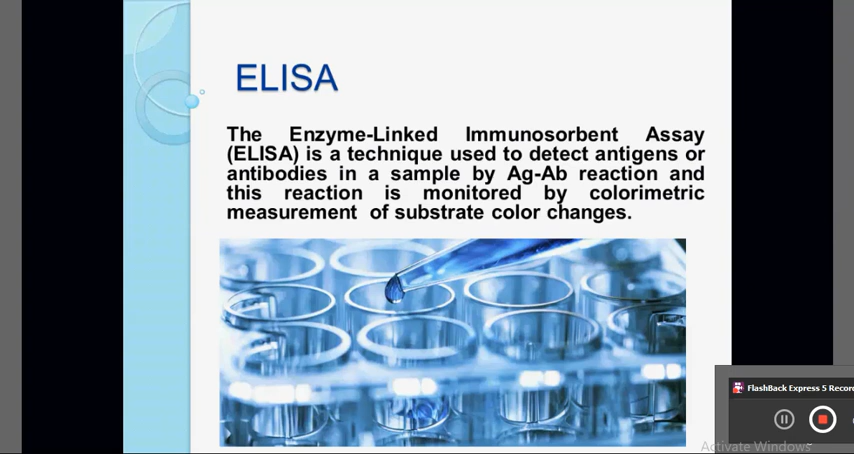 ELISA
The Enzyme-Linked Immunosorbent Assay
(ELISA) is a technique used to detect antigens or
antibodies in a sample by Ag-Ab reaction and
this reaction is monitored by colorimetric
measurement of substrate color changes.
FlashBack Express 5 Recor
Activate Windows